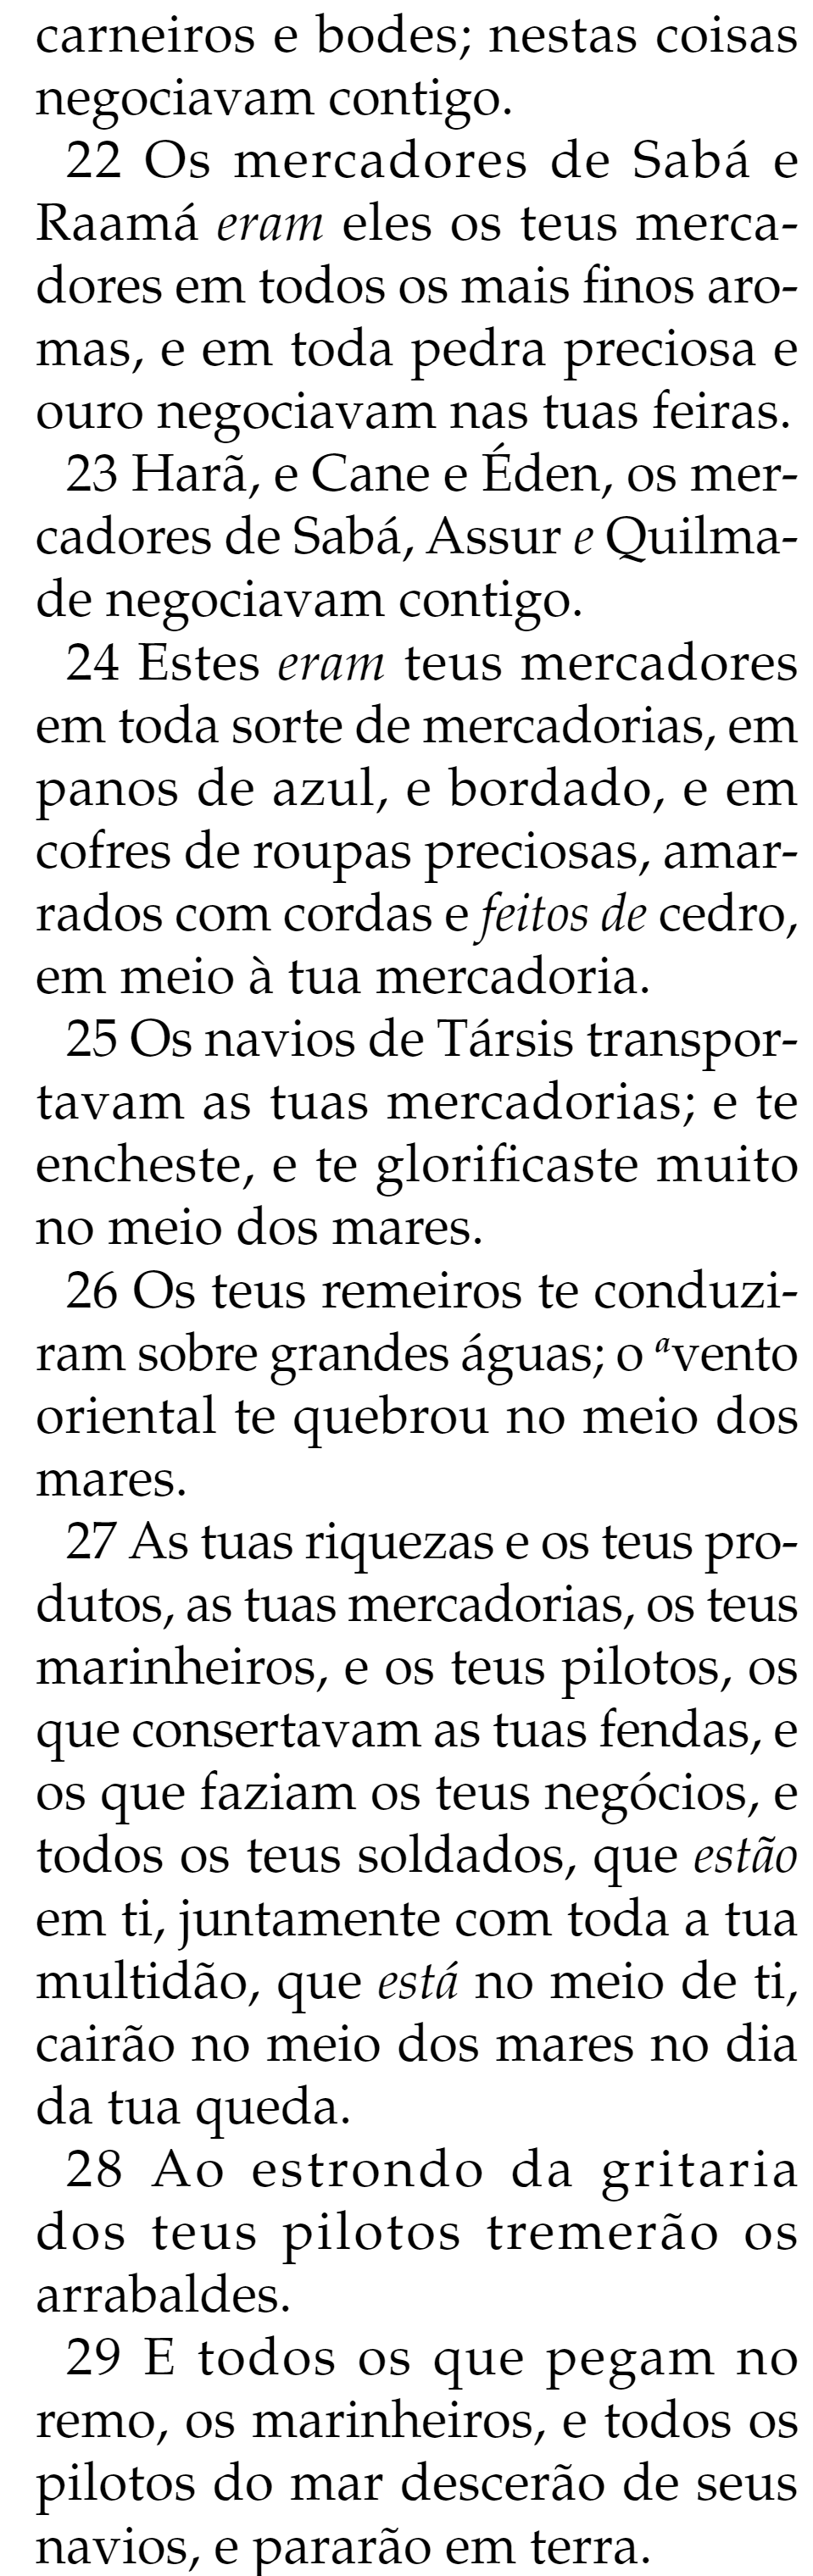 carneiros e bodes; nestas coisas
negociavam contigo.
22 Os mercadores de Sabá e
Raamá eram eles os teus merca-
dores em todos os mais finos aro-
mas, e em toda pedra preciosa e
ouro negociavam nas tuas feiras.
23 Harã, e Cane e Éden, os mer-
cadores de Sabá, Assur e Quilma-
de negociavam contigo.
24 Estes eram teus mercadores
em toda sorte de mercadorias, em
panos de azul, e bordado, e em
cofres de roupas preciosas, amar-
rados com cordas e feitos de cedro,
em meio à tua mercadoria.
25 Os navios de Társis transpor-
tavam as tuas mercadorias; e te
encheste, e te glorificaste muito
no meio dos mares.
26 Os teus remeiros te conduzi-
ram sobre grandes águas; o ᵃvento
oriental te quebrou no meio dos
mares.
27 As tuas riquezas e os teus pro-
dutos, as tuas mercadorias, os teus
marinheiros, e os teus pilotos, os
que consertavam as tuas fendas, e
os que faziam os teus negócios, e
todos os teus soldados, que estão
em ti, juntamente com toda a tua
multidão, que está no meio de ti,
cairão no meio dos mares no dia
da tua queda.
28 Ao estrondo da gritaria
dos teus pilotos tremerão os
arrabaldes.
29 E todos os que pegam no
remo, os marinheiros, e todos os
pilotos do mar descerão de seus
navios, e pararão em terra.